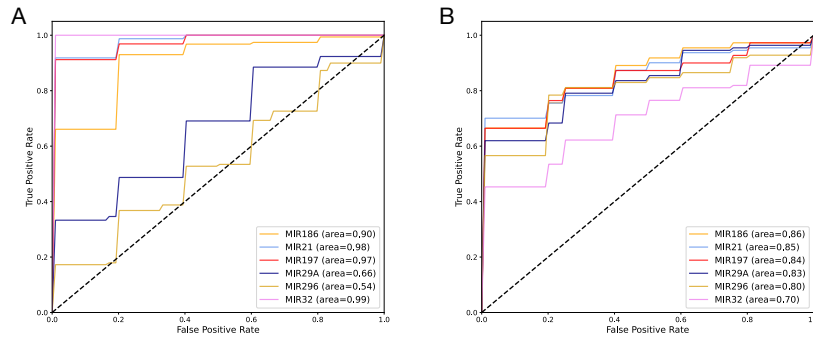 A
1.0
0.8
0.6
0.4
0.2
0.0
True Positive Rate
MIR186 (area=0,90)
MIR21 (area=0,98)
MIR197 (area=0,97)
MIR29A (area=0,66)
MIR296 (area=0,54)
MIR32 (area=0,99)
0.0 0.2 0.4 0.6 0.8 1.0
False Positive Rate
B
1.0
0.8
0.6
0.4
0.2
0.0
True Positive Rate
MIR186 (area=0,86)
MIR21 (area=0,85)
MIR197 (area=0,84)
MIR29A (area=0,83)
MIR296 (area=0,80)
MIR32 (area=0,70)
0.0 0.2 0.4 0.6 0.8 1.0
False Positive Rate